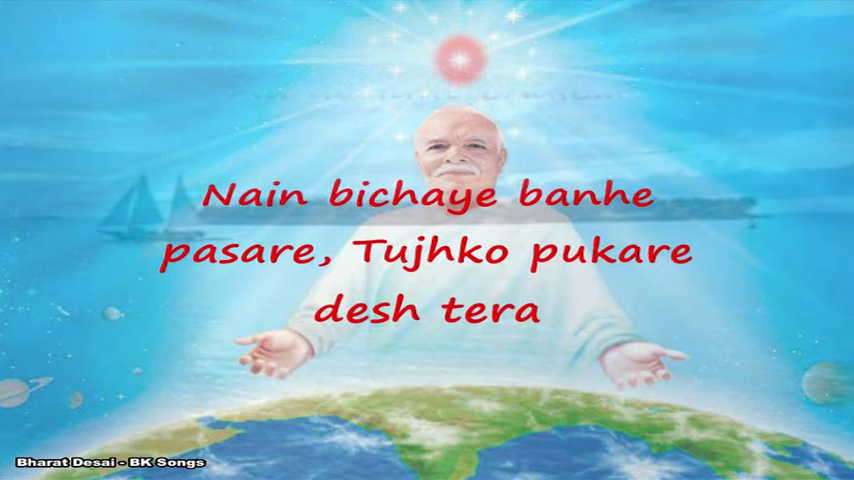 Nain bichaye banhe
pasare, Tujhko pukare
desh tera
Bharat Desai - BK Songs